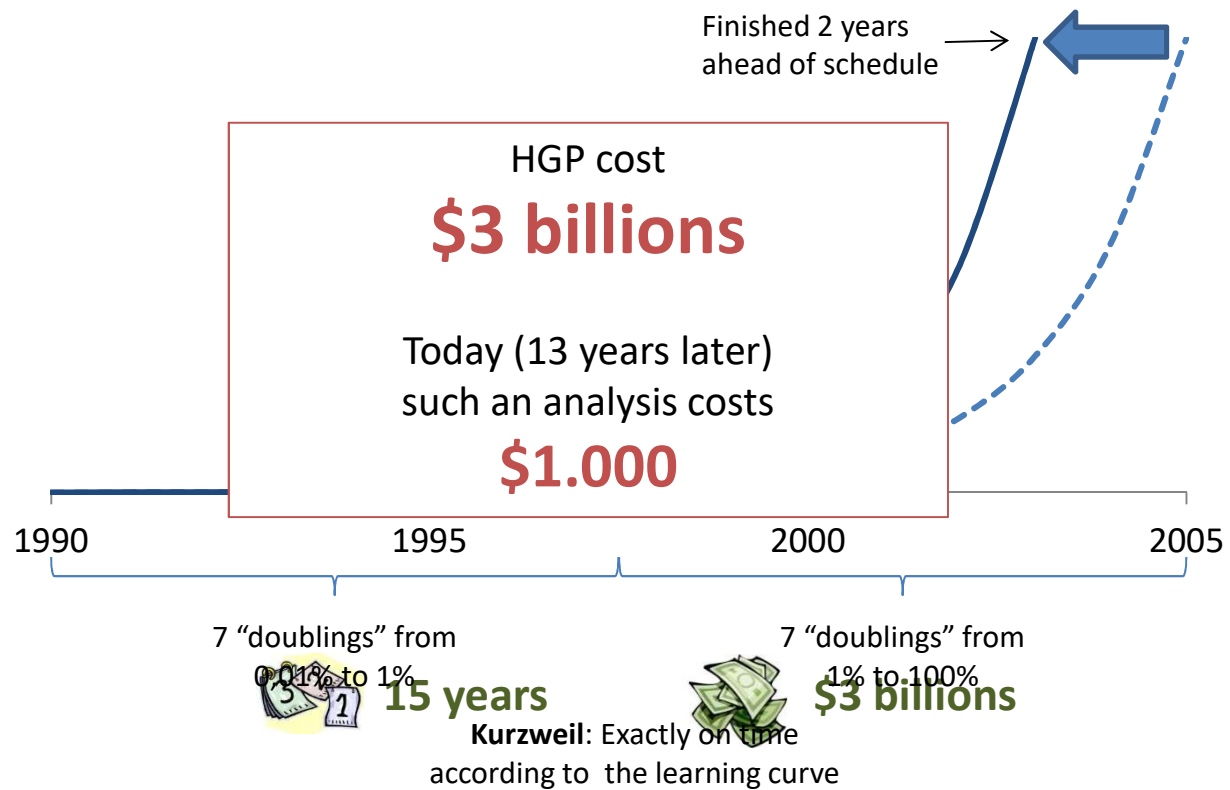 Finished 2 years
ahead of schedule
HGP cost
$3 billions
Today (13 years later)
such an analysis costs
$1.000
1990
1995
2000
2005
7 “doublings” from
0,01% to 1%
7 “doublings” from
1% to 100%
15 years
$3 billions
Kurzweil: Exactly on time
according to the learning curve